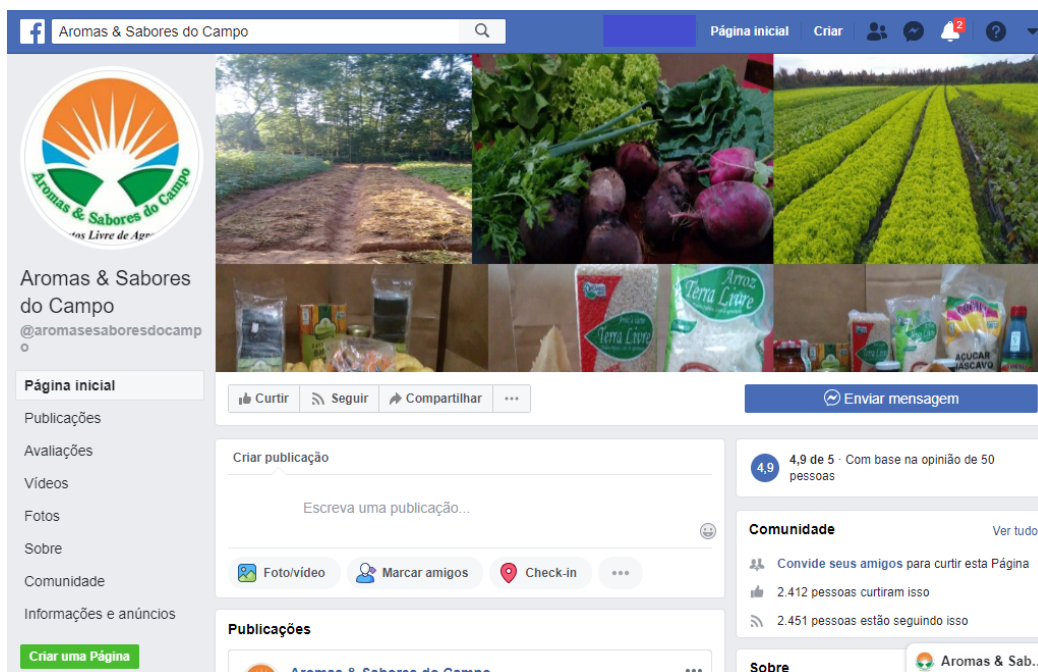 Aromas & Sabores do Campo
Página inicial
Criar
2
Aromas & Sabores do Campo
Aromas & Sabores
do Campo
@aromasesaboresdocamp
o
Página inicial
Publicações
Avaliações
Vídeos
Fotos
Sobre
Comunidade
Informações e anúncios
Criar uma Página
Terra Livre
Arroz
Terra Livre
Terra Livre
AÇÚCAR
MASCAVO
Curtir
Seguir
Compartilhar
Enviar mensagem
Criar publicação
Escreva uma publicação...
Foto/vídeo
Marcar amigos
Check-in
Publicações
Aromas & Sabores do Campo
4,9
4,9 de 5 · Com base na opinião de 50
pessoas
Comunidade
Ver tudo
Convide seus amigos para curtir esta Página
2.412 pessoas curtiram isso
2.451 pessoas estão seguindo isso
Sobre
Aromas & Sab...